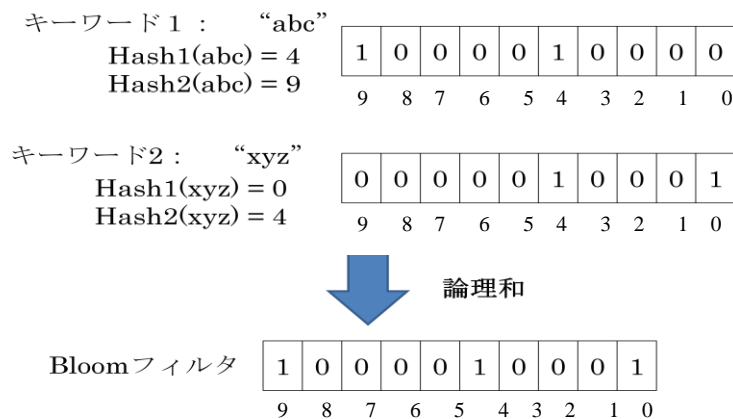 キーワード1： “abc”
Hash1(abc) = 4
Hash2(abc) = 9
1 0 0 0 0 1 0 0 0 0
9 8 7 6 5 4 3 2 1 0
キーワード2： “xyz”
Hash1(xyz) = 0
Hash2(xyz) = 4
0 0 0 0 0 1 0 0 0 1
9 8 7 6 5 4 3 2 1 0
論理和
Bloomフィルタ
1 0 0 0 0 1 0 0 0 1
9 8 7 6 5 4 3 2 1 0